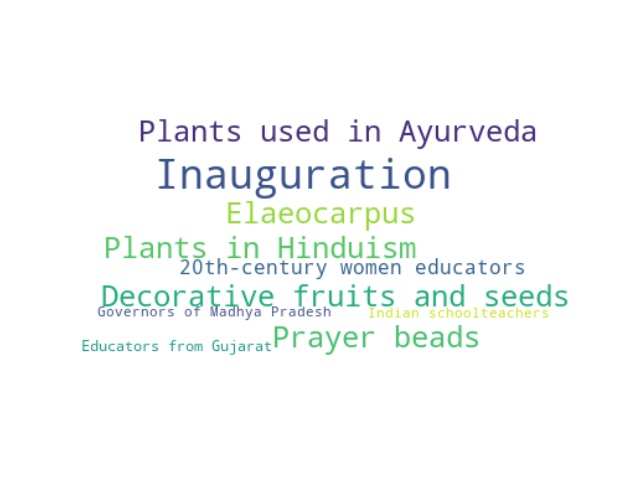 Plants used in Ayurveda
Inauguration
Elaeocarpus
Plants in Hinduism
20th-century women educators
Decorative fruits and seeds
Governors of Madhya Pradesh
Indian schoolteachers
Prayer beads
Educators from Gujarat